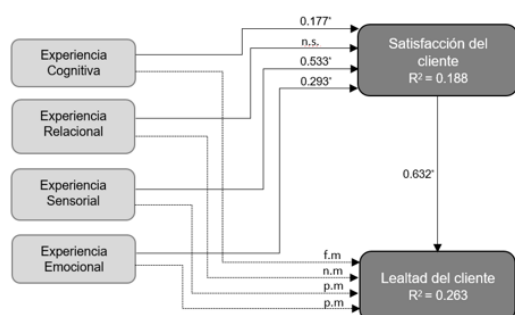 Experiencia
Cognitiva
Experiencia
Relacional
Experiencia
Sensorial
Experiencia
Emocional
0.177*
n.s.
0.533*
0.293*
Satisfacción del
cliente
R² = 0.188
0.632*
f.m
n.m
p.m
p.m
Lealtad del cliente
R² = 0.263